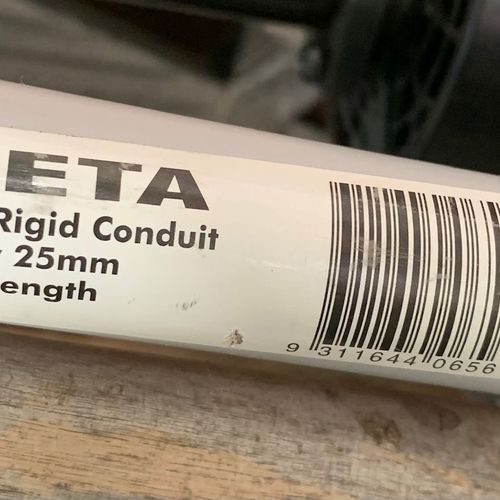 ETA
Rigid Conduit
25mm
ength
9 311644 0656